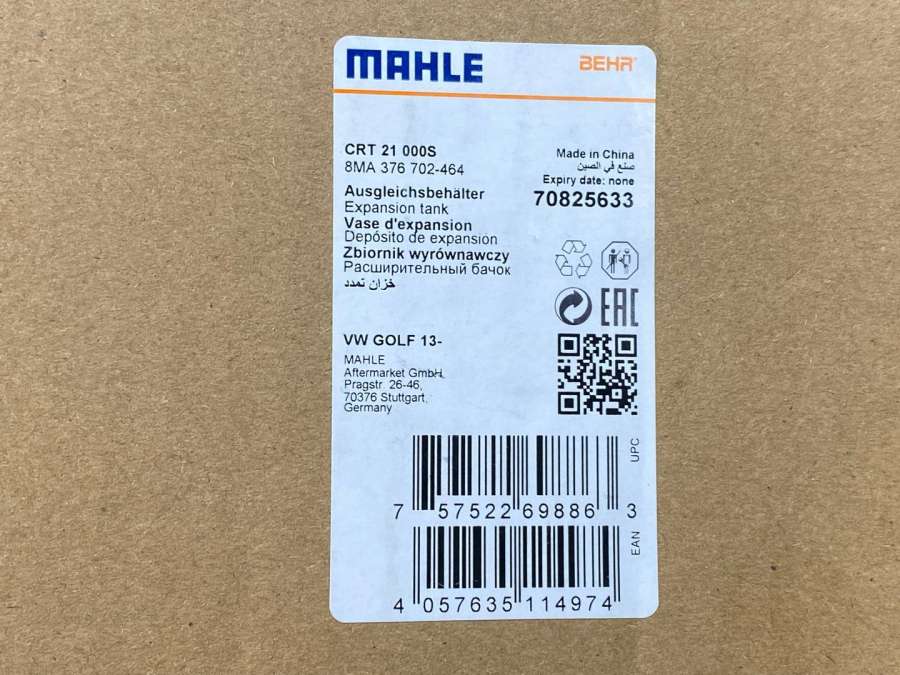 MAHLE
BEHR®
CRT 21 000S
8MA 376 702-464
Made in China
صنع في الصين
Expiry date: none
70825633
Ausgleichsbehälter
Expansion tank
Vase d'expansion
Depósito de expansión
Zbiornik wyrównawczy
Расширительный бачок
خزان تمدد
EAC
VW GOLF 13-
MAHLE
Aftermarket GmbH,
Pragstr. 26-46,
70376 Stuttgart,
Germany
UPC
7 57522 69886 3
EAN
4 057635 114974